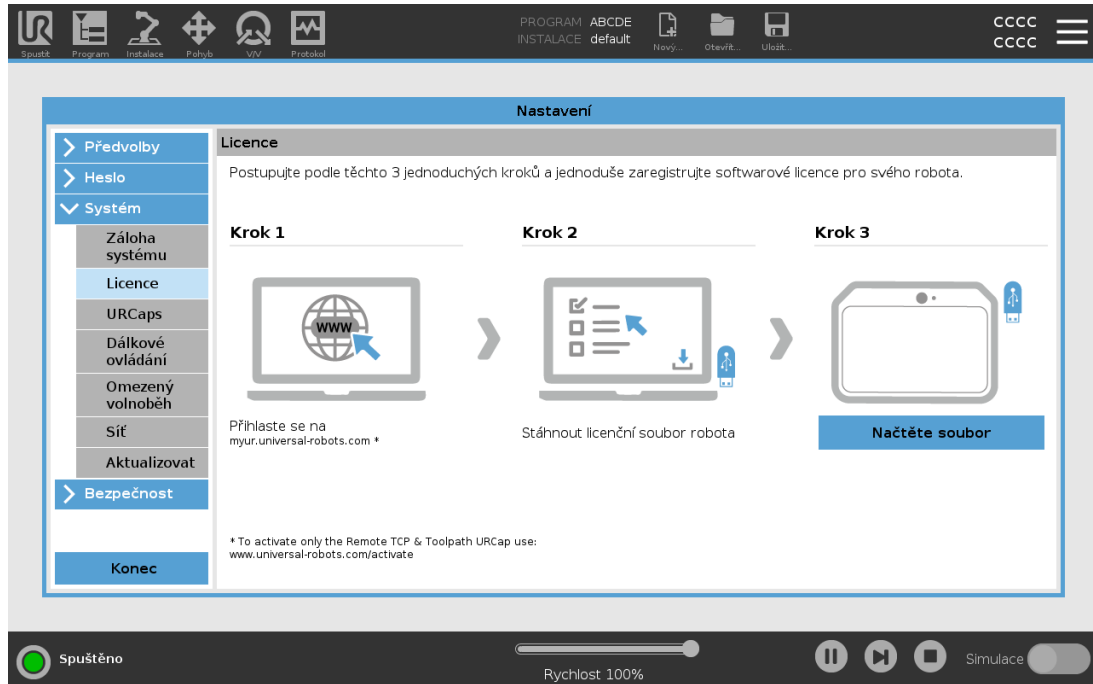 PROGRAM ABCDE
INSTALACE default
CCCC
CCCC
Spustit Program Instalace Pohyb V/V Protokol
Nový... Otevřít... Uložit...
Nastavení
Předvolby
Heslo
Systém
Záloha
systému
Licence
URCaps
Dálkové
ovládání
Omezený
volnoběh
Síť
Aktualizovat
Bezpečnost
Konec
Licence
Postupujte podle těchto 3 jednoduchých kroků a jednoduše zaregistrujte softwarové licence pro svého robota.
Krok 1
WWW
Přihlaste se na
myur.universal-robots.com *
Krok 2
Stáhnout licenční soubor robota
Krok 3
Načtěte soubor
* To activate only the Remote TCP & Toolpath URCap use:
www.universal-robots.com/activate
Spuštěno
Rychlost 100%
Simulace